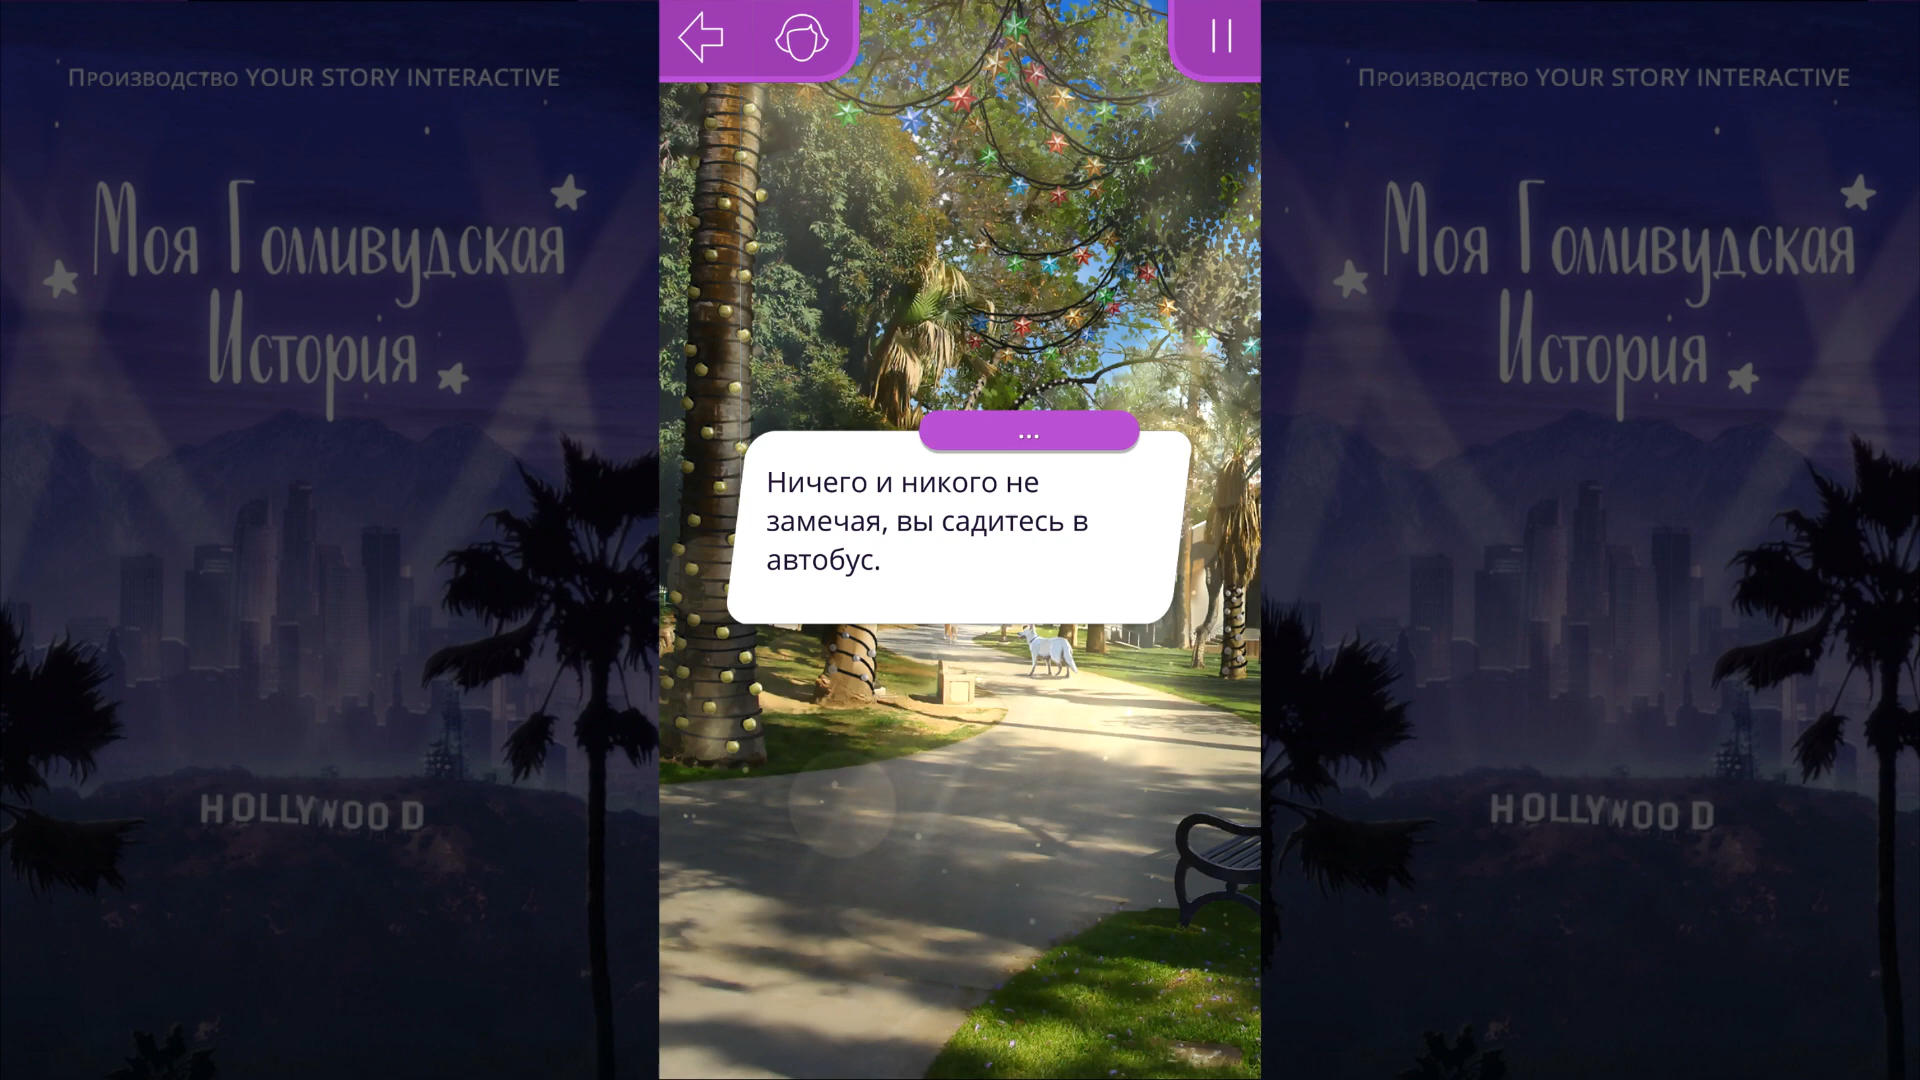 Производство YOUR STORY INTERACTIVE
Моя Голливудская
История
HOLLYWOOD
...
Ничего и никого не
замечая, вы садитесь в
автобус.
Производство YOUR STORY INTERACTIVE
Моя Голливудская
История
HOLLYWOOD